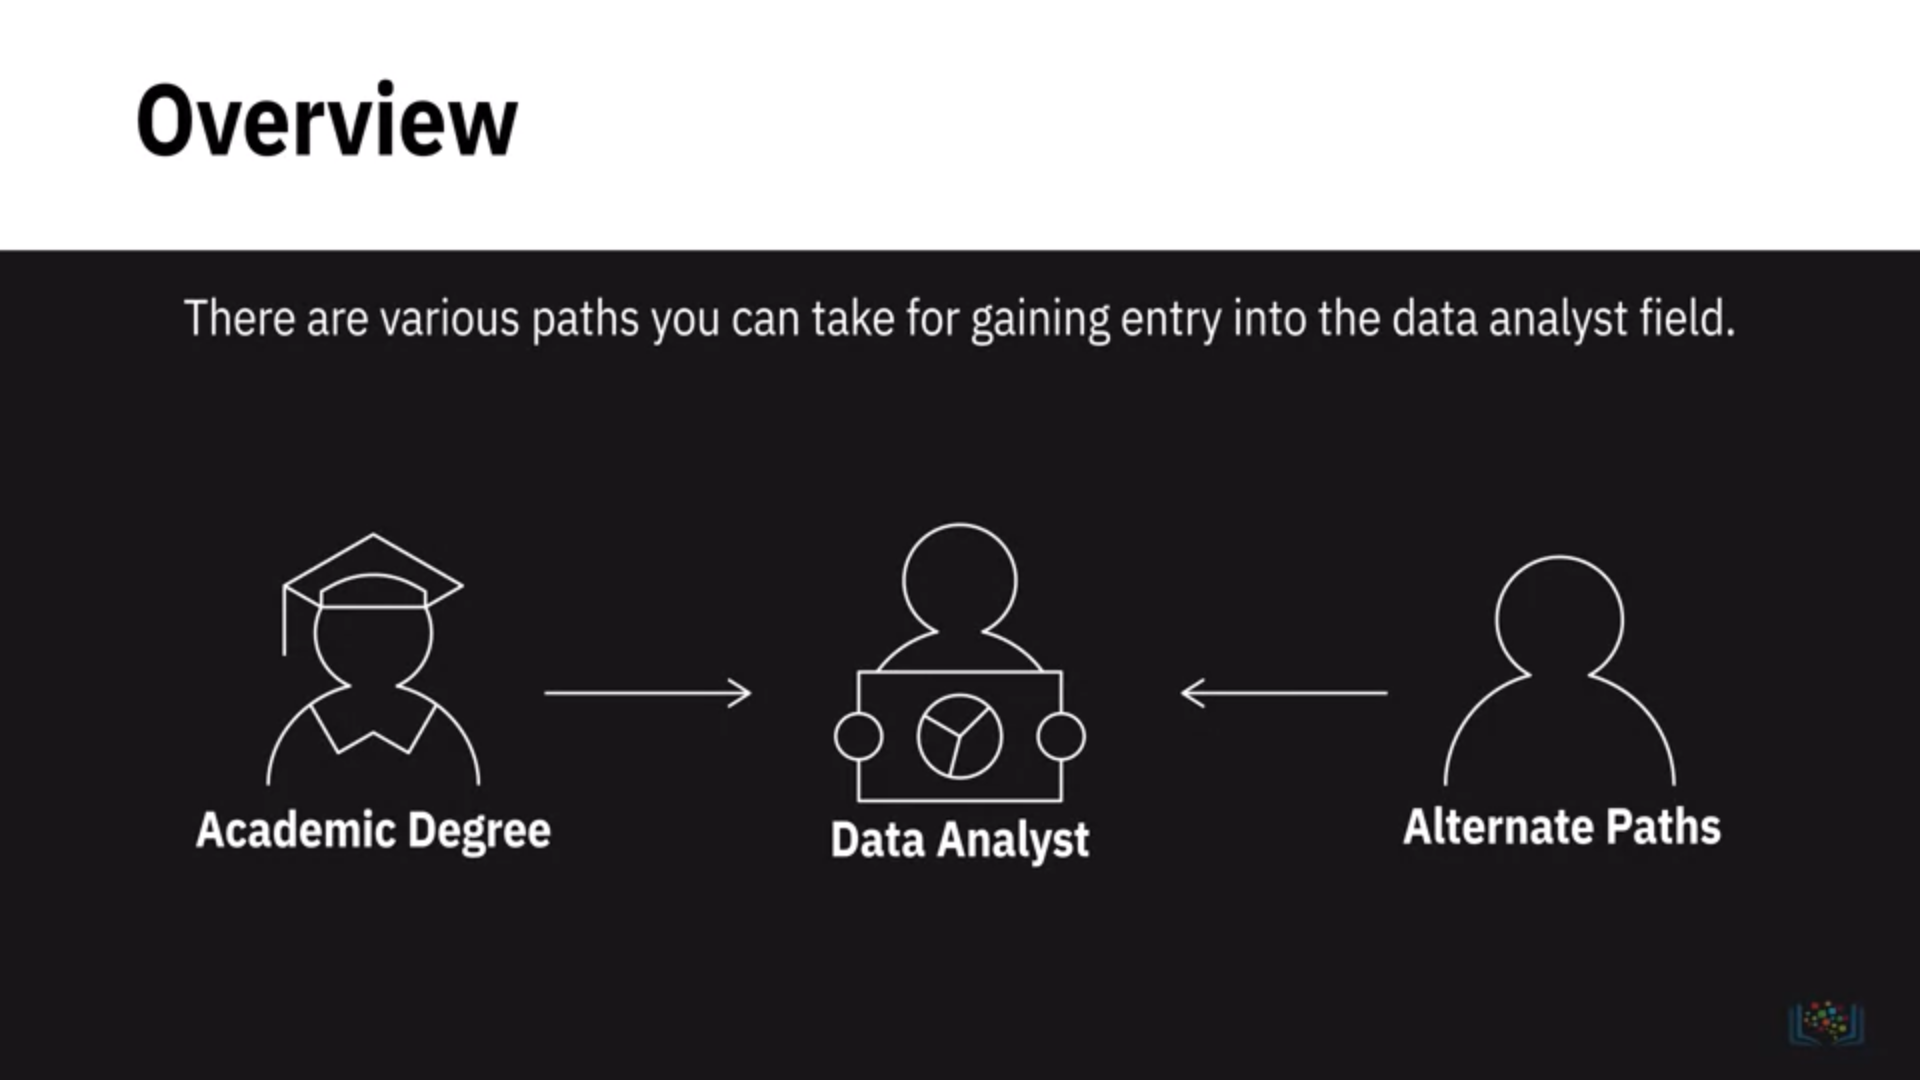 Overview
There are various paths you can take for gaining entry into the data analyst field.
Academic Degree
Data Analyst
Alternate Paths